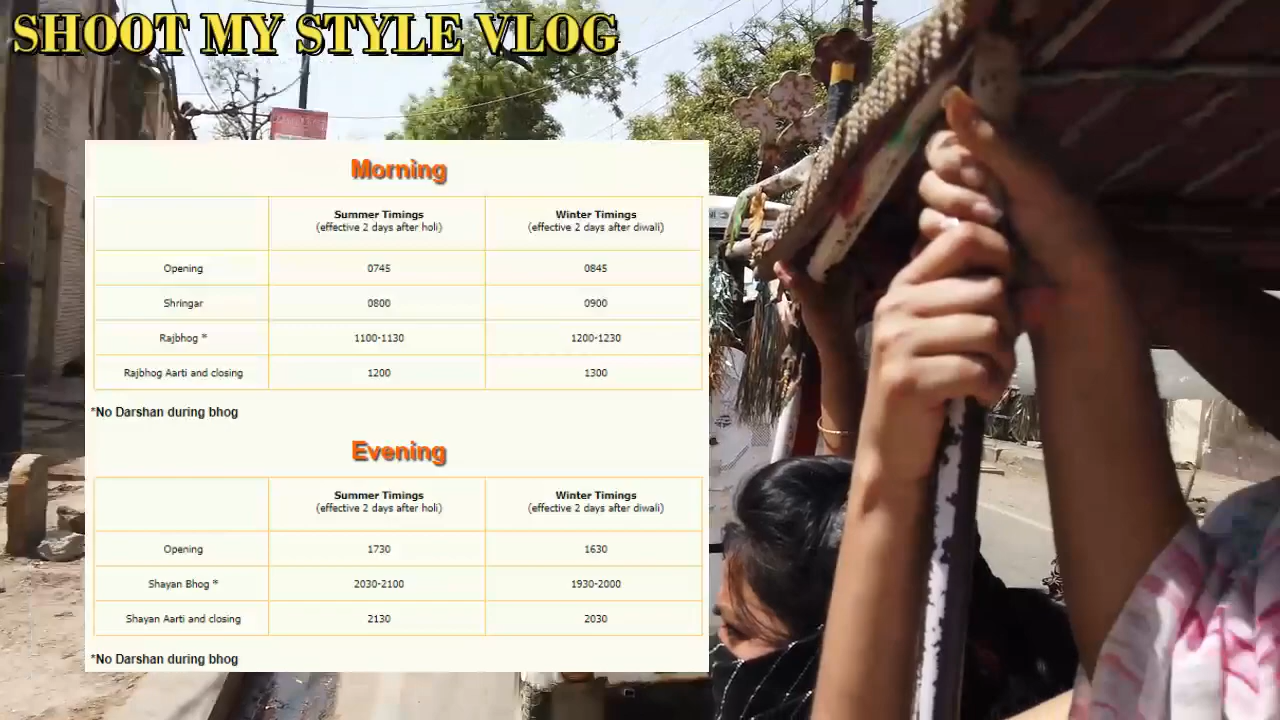 SHOOT MY STYLE VLOG
Morning
Summer Timings Winter Timings
(effective 2 days after holi) (effective 2 days after diwali)
Opening 0745 0845
Shringar 0800 0900
Rajbhog * 1100-1130 1200-1230
Rajbhog Aarti and closing 1200 1300
*No Darshan during bhog
Evening
Summer Timings Winter Timings
(effective 2 days after holi) (effective 2 days after diwali)
Opening 1730 1630
Shayan Bhog * 2030-2100 1930-2000
Shayan Aarti and closing 2130 2030
*No Darshan during bhog